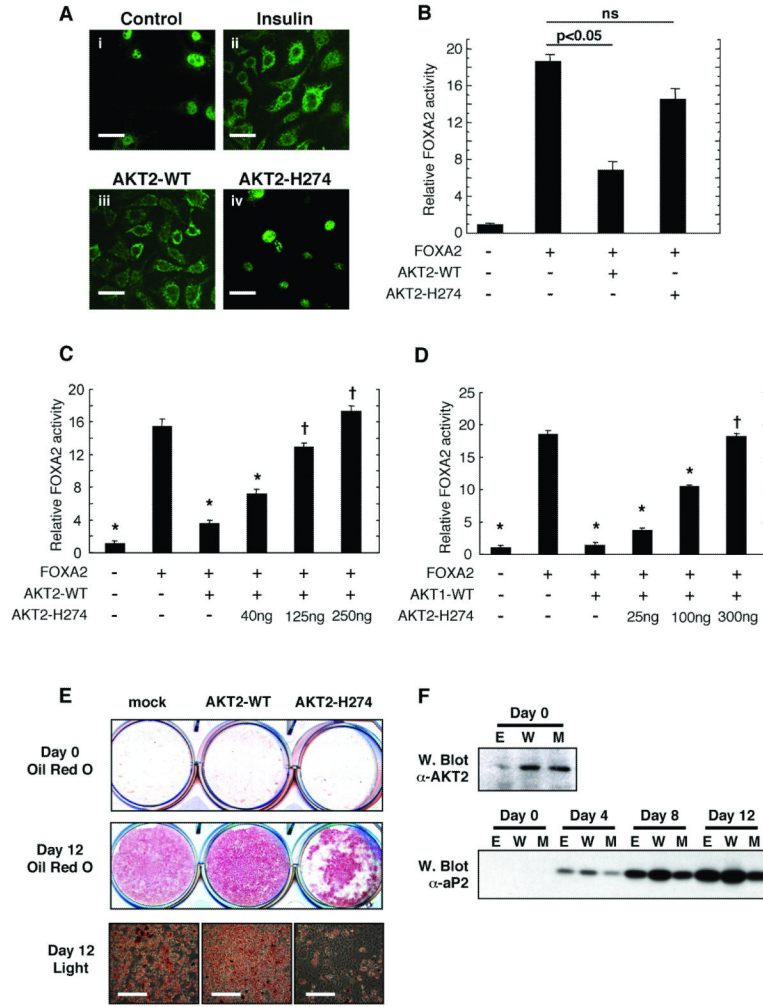 A
Control Insulin
i ii
AKT2-WT AKT2-H274
iii iv
B
ns
p<0.05
Relative FOXA2 activity
20
16
12
8
4
0
FOXA2 - + + +
AKT2-WT - - + -
AKT2-H274 - - - +
C
Relative FOXA2 activity
20
16
12
8
4
0
* * * † †
FOXA2 - + + + + +
AKT2-WT - - + + + +
AKT2-H274 - - - 40ng 125ng 250ng
D
Relative FOXA2 activity
25
20
15
10
5
0
* * * * †
FOXA2 - + + + + +
AKT1-WT - - + + + +
AKT2-H274 - - - 25ng 100ng 300ng
E
mock AKT2-WT AKT2-H274
Day 0
Oil Red O
Day 12
Oil Red O
Day 12
Light
F
Day 0
E W M
W. Blot
α-AKT2
Day 0 Day 4 Day 8 Day 12
E W M E W M E W M E W M
W. Blot
α-aP2